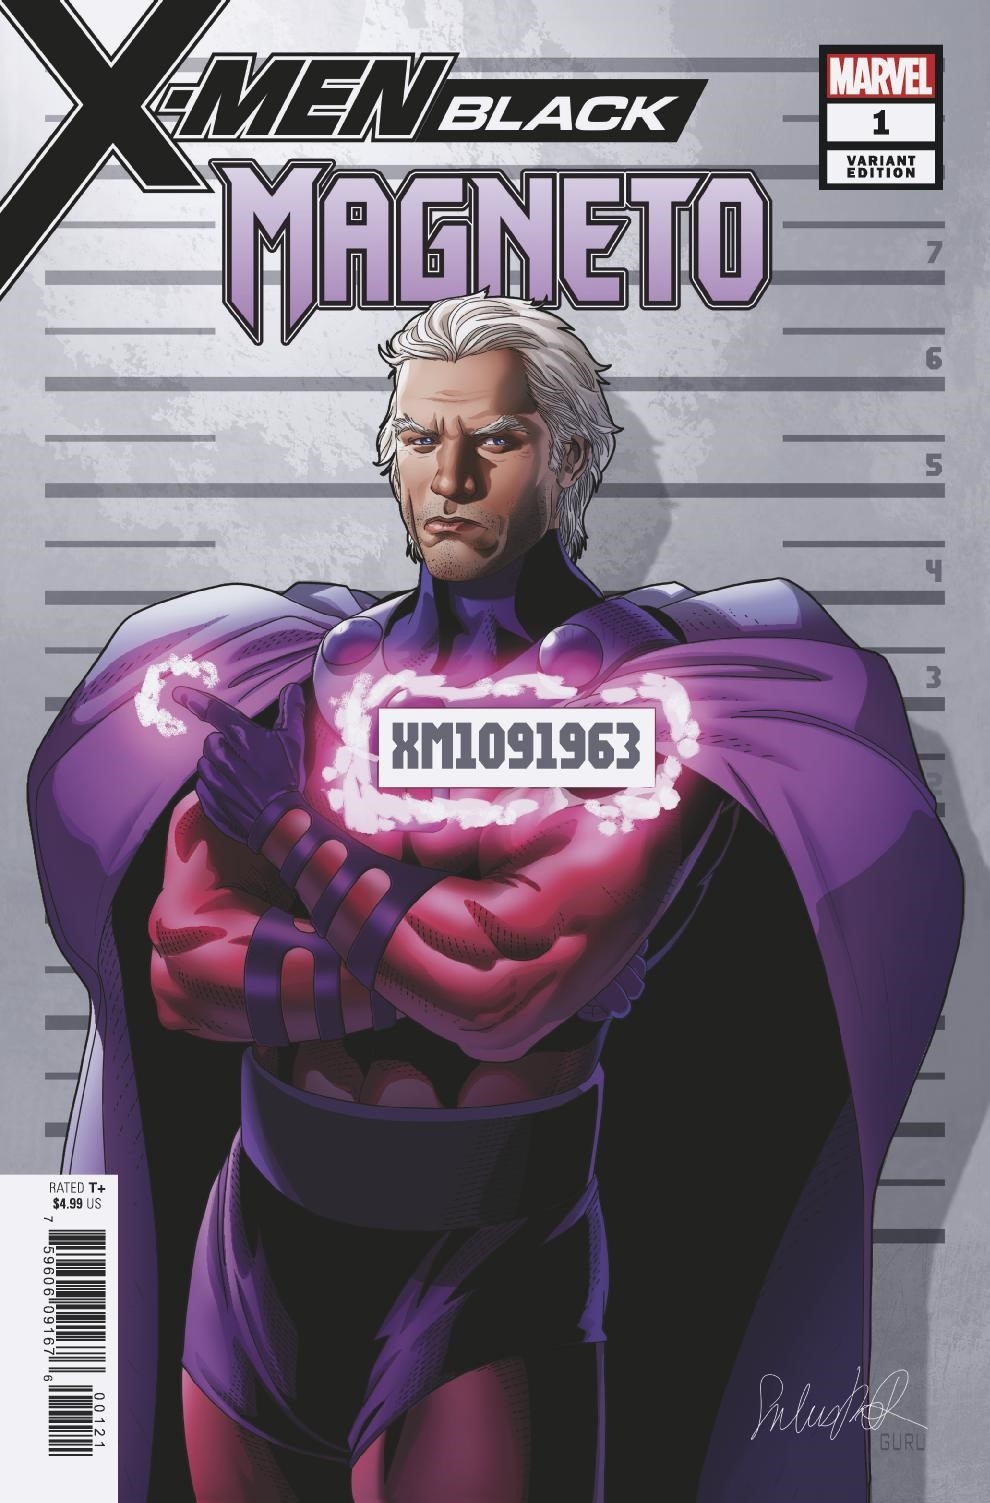 X-MEN BLACK
MAGNETO
MARVEL
1
VARIANT
EDITION
7
6
5
4
3
2
XM1091963
RATED T+
$4.99 US
7 59606 09167 6
00121
GURU